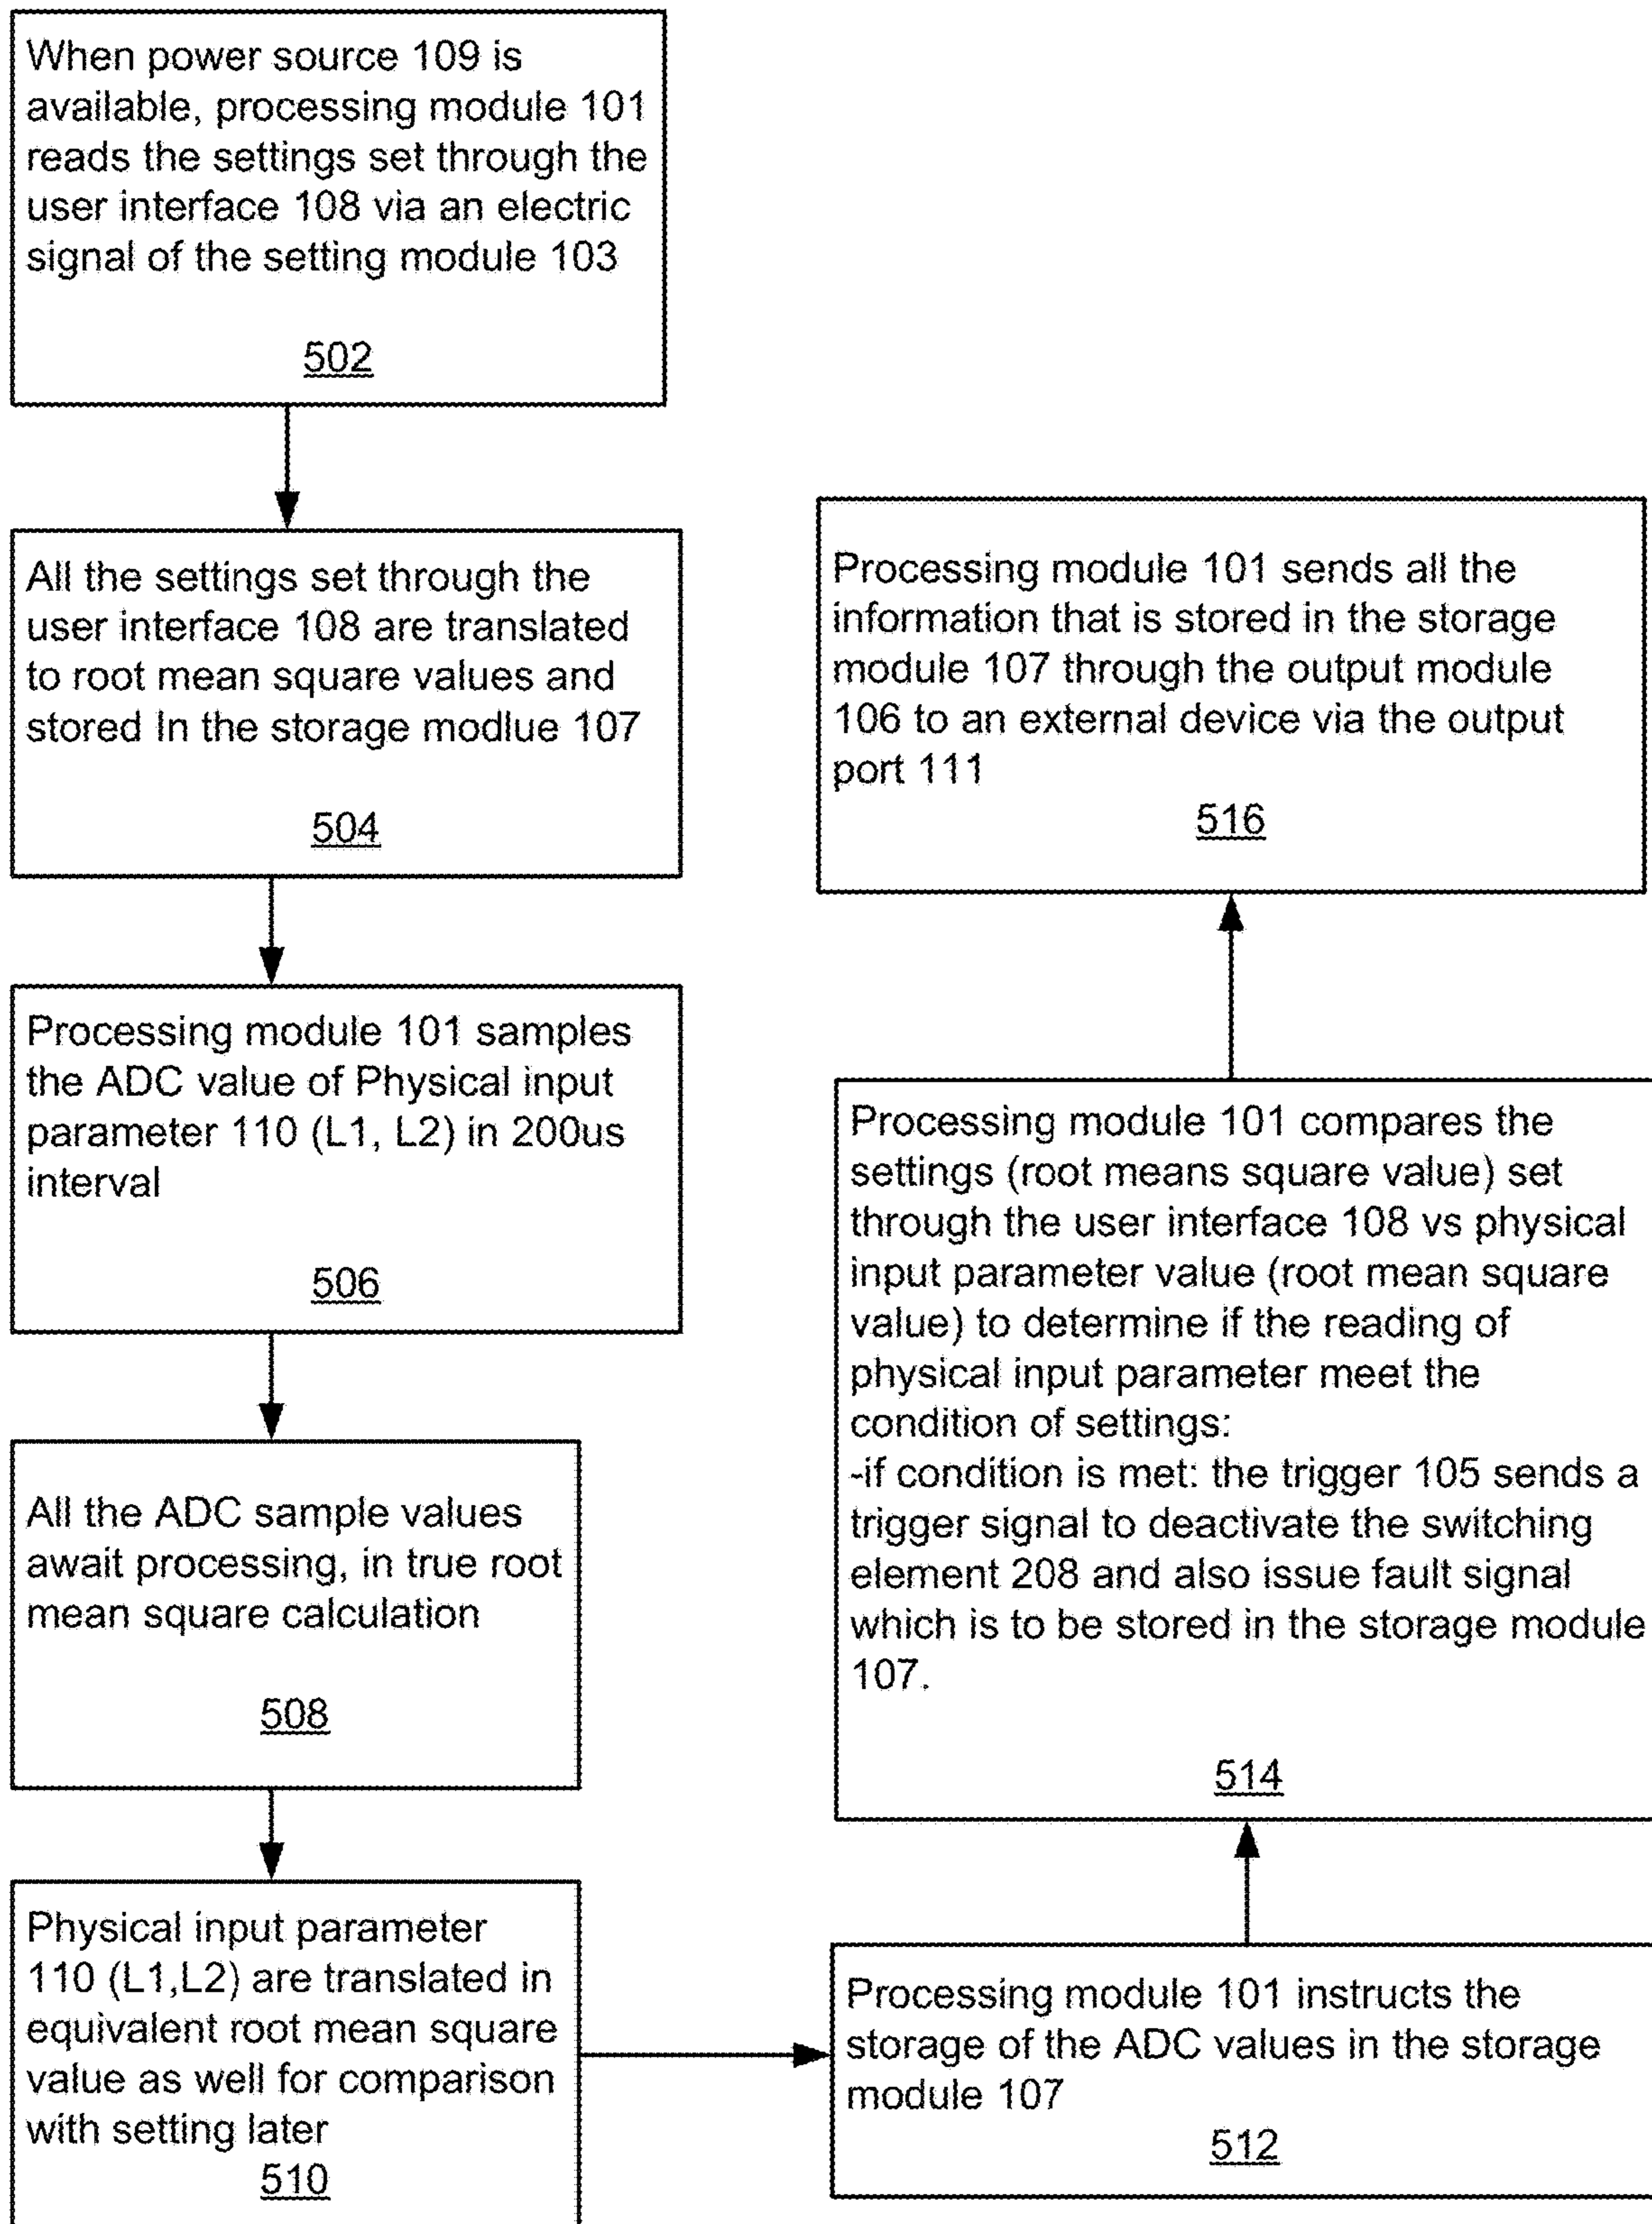 When power source 109 is
available, processing module 101
reads the settings set through the
user interface 108 via an electric
signal of the setting module 103
502
All the settings set through the
user interface 108 are translated
to root mean square values and
stored In the storage modlue 107
504
Processing module 101 samples
the ADC value of Physical input
parameter 110 (L1, L2) in 200us
interval
506
All the ADC sample values
await processing, in true root
mean square calculation
508
Physical input parameter
110 (L1,L2) are translated in
equivalent root mean square
value as well for comparison
with setting later
510
Processing module 101 instructs the
storage of the ADC values in the storage
module 107
512
Processing module 101 compares the
settings (root means square value) set
through the user interface 108 vs physical
input parameter value (root mean square
value) to determine if the reading of
physical input parameter meet the
condition of settings:
-if condition is met: the trigger 105 sends a
trigger signal to deactivate the switching
element 208 and also issue fault signal
which is to be stored in the storage module
107.
514
Processing module 101 sends all the
information that is stored in the storage
module 107 through the output module
106 to an external device via the output
port 111
516